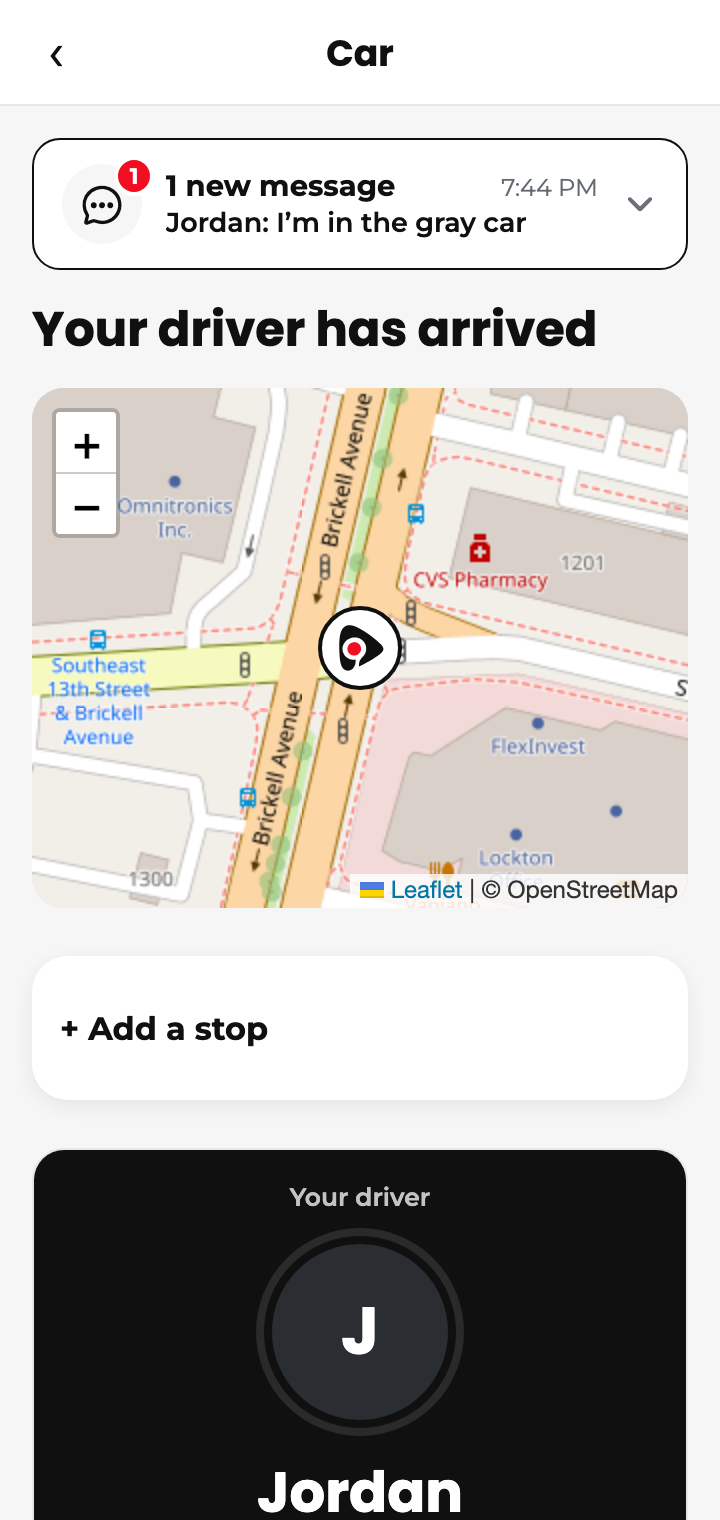 ‹
Car
1
1 new message
7:44 PM
Jordan: I’m in the gray car
Your driver has arrived
+
−
Brickell Avenue
Omnitronics
Inc.
CVS Pharmacy
1201
Southeast
13th Street
& Brickell
Avenue
S
FlexInvest
Brickell Avenue
Lockton
1300
Leaflet | © OpenStreetMap
+ Add a stop
Your driver
J
Jordan